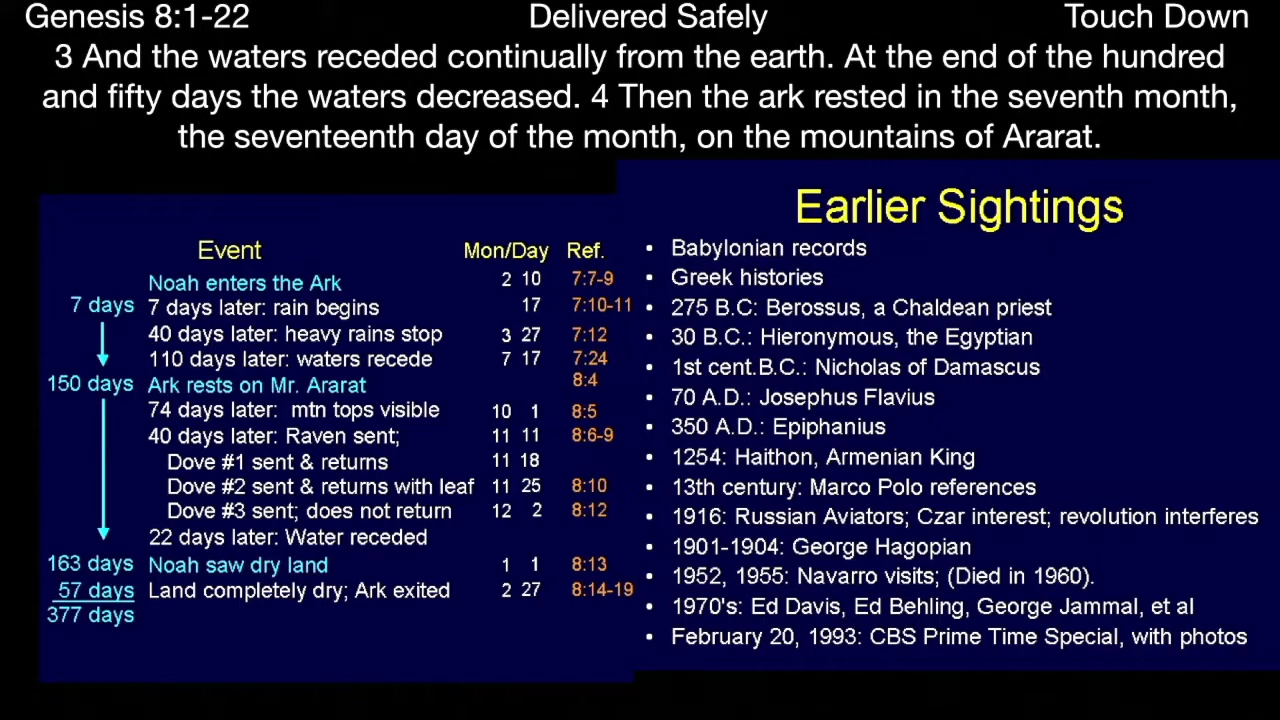 Genesis 8:1-22 Delivered Safely Touch Down
3 And the waters receded continually from the earth. At the end of the hundred
and fifty days the waters decreased. 4 Then the ark rested in the seventh month,
the seventeenth day of the month, on the mountains of Ararat.
Event Mon/Day Ref.
Noah enters the Ark 2 10 7:7-9
7 days 7 days later: rain begins 17 7:10-11
40 days later: heavy rains stop 3 27 7:12
110 days later: waters recede 7 17 7:24
150 days Ark rests on Mr. Ararat 8:4
74 days later: mtn tops visible 10 1 8:5
40 days later: Raven sent; 11 11 8:6-9
Dove #1 sent & returns 11 18
Dove #2 sent & returns with leaf 11 25 8:10
Dove #3 sent; does not return 12 2 8:12
22 days later: Water receded
163 days Noah saw dry land 1 1 8:13
57 days Land completely dry; Ark exited 2 27 8:14-19
377 days
Earlier Sightings
• Babylonian records
• Greek histories
• 275 B.C: Berossus, a Chaldean priest
• 30 B.C.: Hieronymous, the Egyptian
• 1st cent.B.C.: Nicholas of Damascus
• 70 A.D.: Josephus Flavius
• 350 A.D.: Epiphanius
• 1254: Haithon, Armenian King
• 13th century: Marco Polo references
• 1916: Russian Aviators; Czar interest; revolution interferes
• 1901-1904: George Hagopian
• 1952, 1955: Navarro visits; (Died in 1960).
• 1970's: Ed Davis, Ed Behling, George Jammal, et al
• February 20, 1993: CBS Prime Time Special, with photos